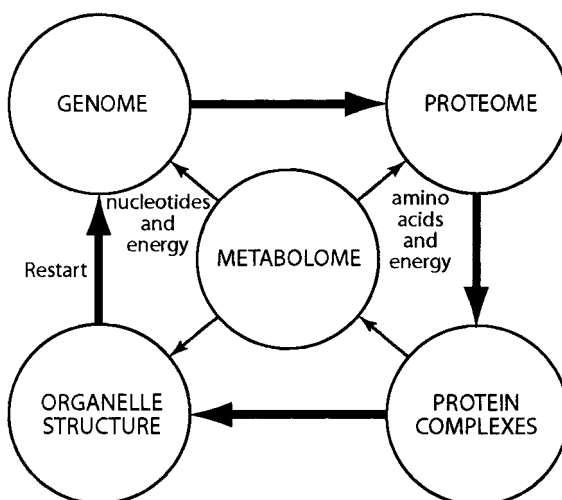 GENOME
PROTEOME
nucleotides
and
energy
amino
acids
and
energy
METABOLOME
Restart
ORGANELLE
STRUCTURE
PROTEIN
COMPLEXES